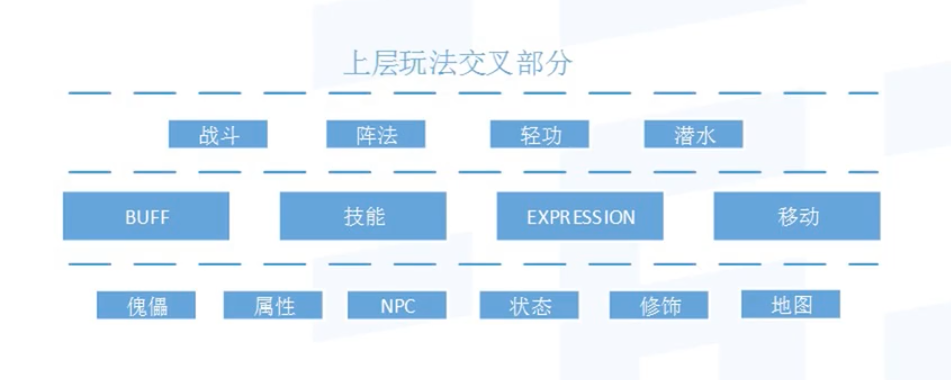 上层玩法交叉部分
战斗 阵法 轻功 潜水
BUFF 技能 EXPRESSION 移动
傀儡 属性 NPC 状态 修饰 地图